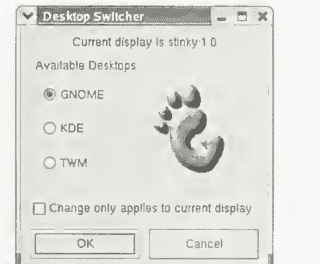 Desktop Switcher
Current display is stinky:1.0
Available Desktops
GNOME
KDE
TWM
Change only applies to current display
OK
Cancel